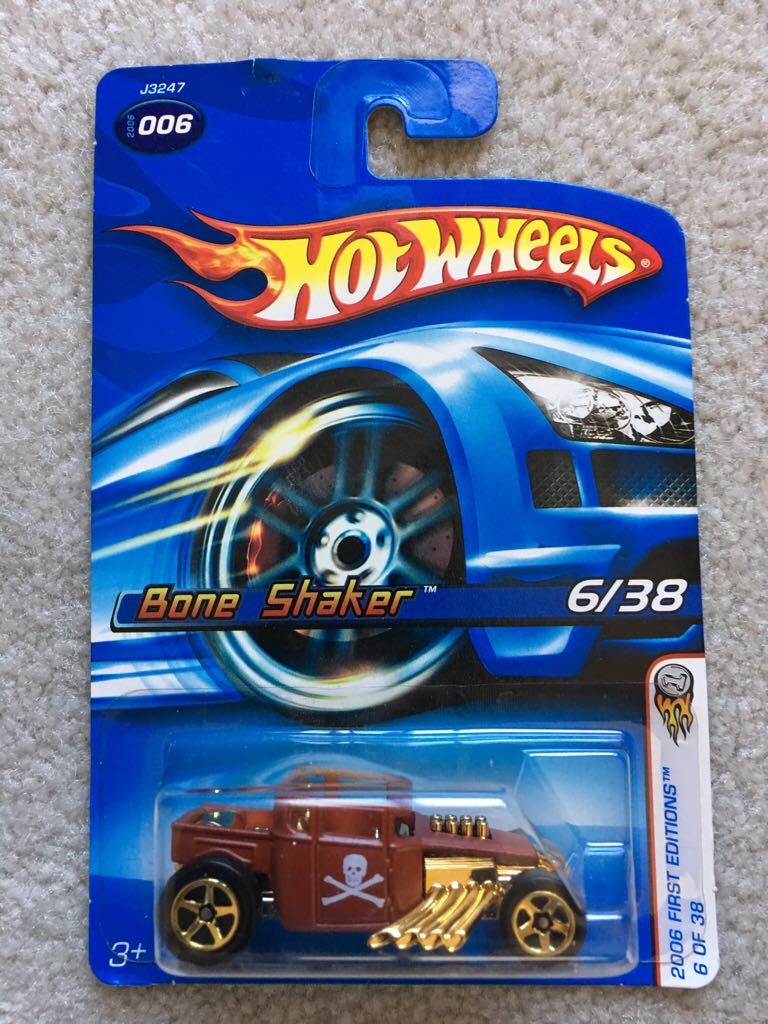 J3247
2006
006
HOT WHEELS®
Bone Shaker™
6/38
2006 FIRST EDITIONS™
6 OF 38
3+